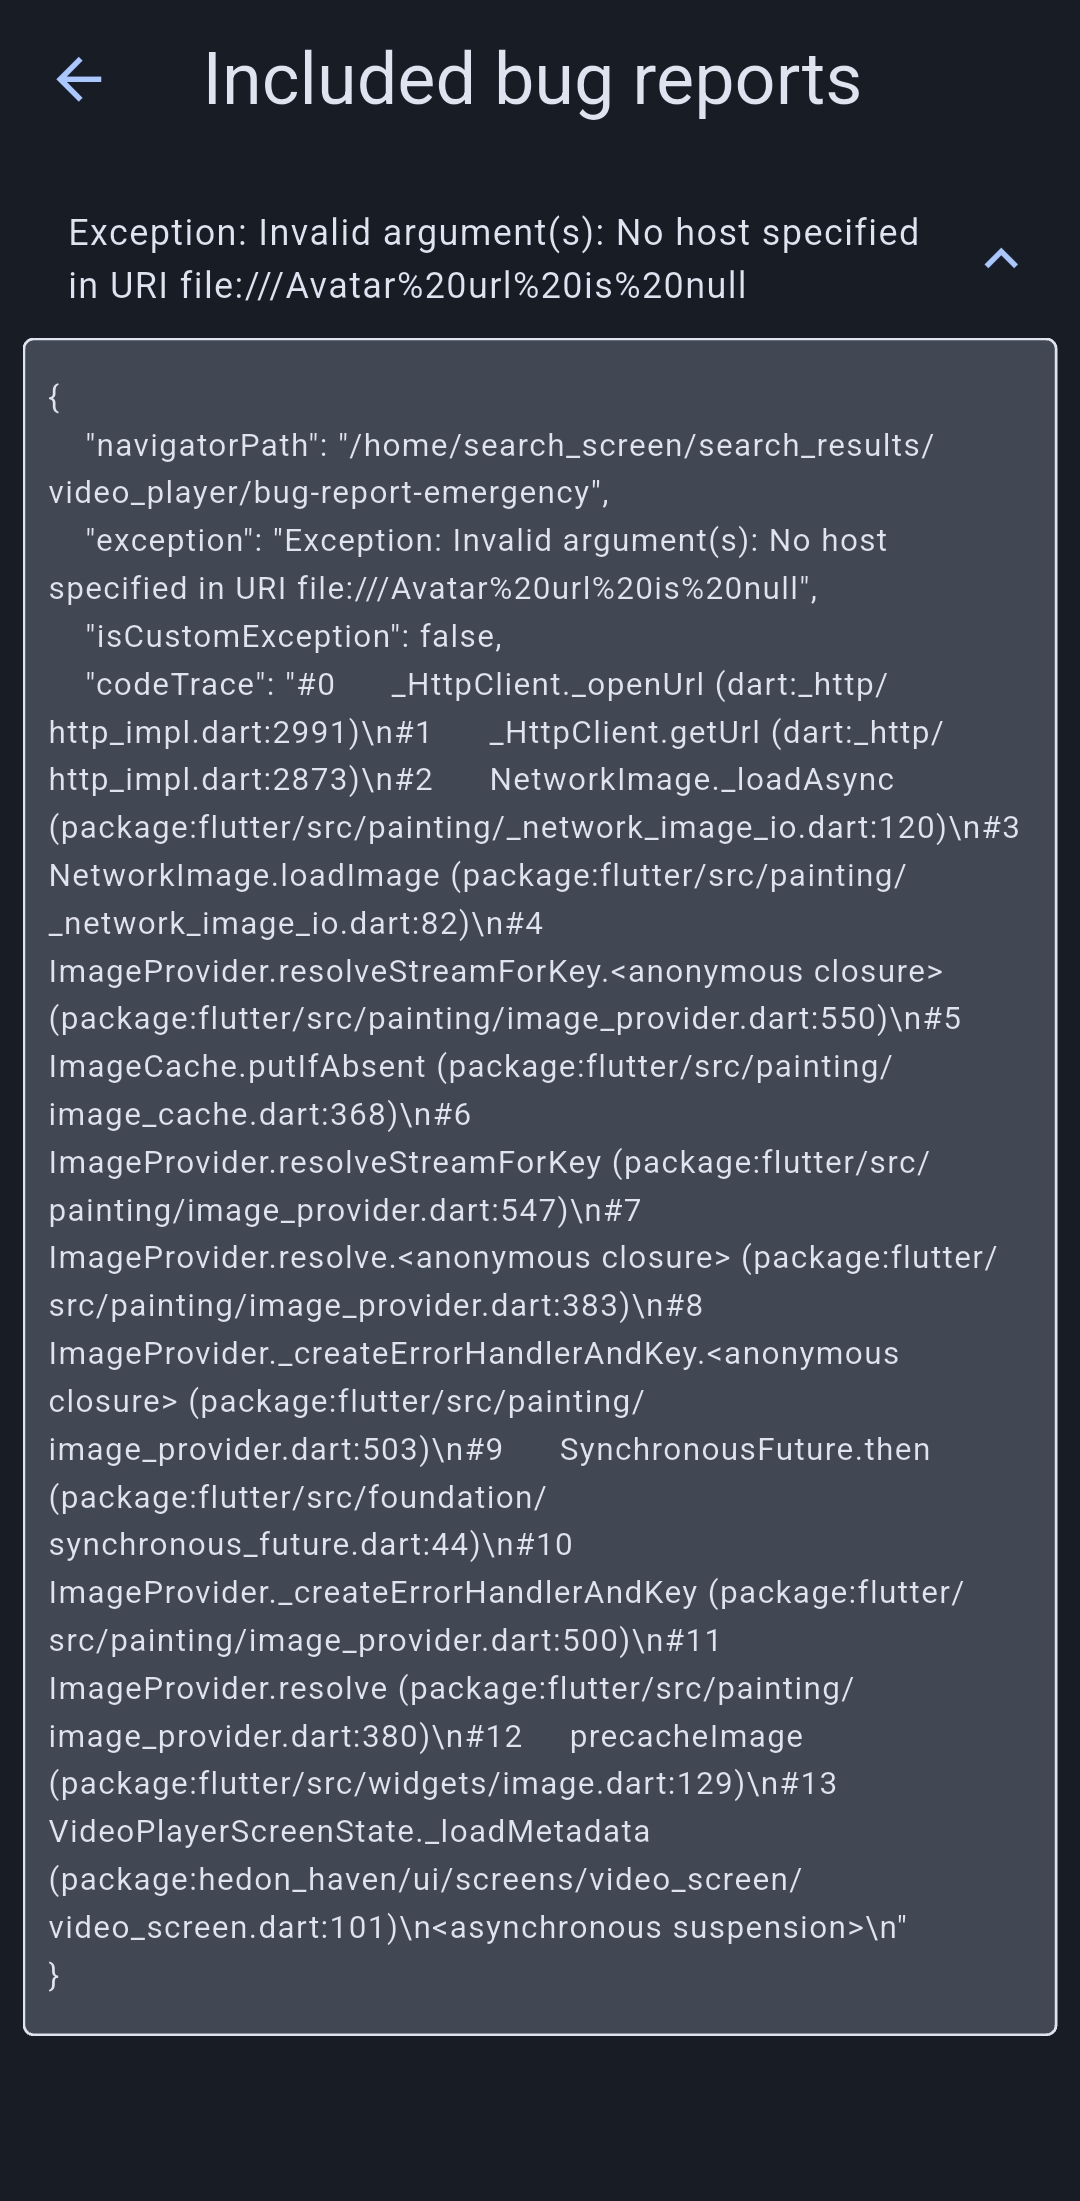 Included bug reports
Exception: Invalid argument(s): No host specified
in URI file:///Avatar%20url%20is%20null
{
    "navigatorPath": "/home/search_screen/search_results/
video_player/bug-report-emergency",
    "exception": "Exception: Invalid argument(s): No host
specified in URI file:///Avatar%20url%20is%20null",
    "isCustomException": false,
    "codeTrace": "#0      _HttpClient._openUrl (dart:_http/
http_impl.dart:2991)\n#1      _HttpClient.getUrl (dart:_http/
http_impl.dart:2873)\n#2      NetworkImage._loadAsync
(package:flutter/src/painting/_network_image_io.dart:120)\n#3
NetworkImage.loadImage (package:flutter/src/painting/
_network_image_io.dart:82)\n#4
ImageProvider.resolveStreamForKey.<anonymous closure>
(package:flutter/src/painting/image_provider.dart:550)\n#5
ImageCache.putIfAbsent (package:flutter/src/painting/
image_cache.dart:368)\n#6
ImageProvider.resolveStreamForKey (package:flutter/src/
painting/image_provider.dart:547)\n#7
ImageProvider.resolve.<anonymous closure> (package:flutter/
src/painting/image_provider.dart:383)\n#8
ImageProvider._createErrorHandlerAndKey.<anonymous
closure> (package:flutter/src/painting/
image_provider.dart:503)\n#9      SynchronousFuture.then
(package:flutter/src/foundation/
synchronous_future.dart:44)\n#10
ImageProvider._createErrorHandlerAndKey (package:flutter/
src/painting/image_provider.dart:500)\n#11
ImageProvider.resolve (package:flutter/src/painting/
image_provider.dart:380)\n#12     precacheImage
(package:flutter/src/widgets/image.dart:129)\n#13
VideoPlayerScreenState._loadMetadata
(package:hedon_haven/ui/screens/video_screen/
video_screen.dart:101)\n<asynchronous suspension>\n"
}